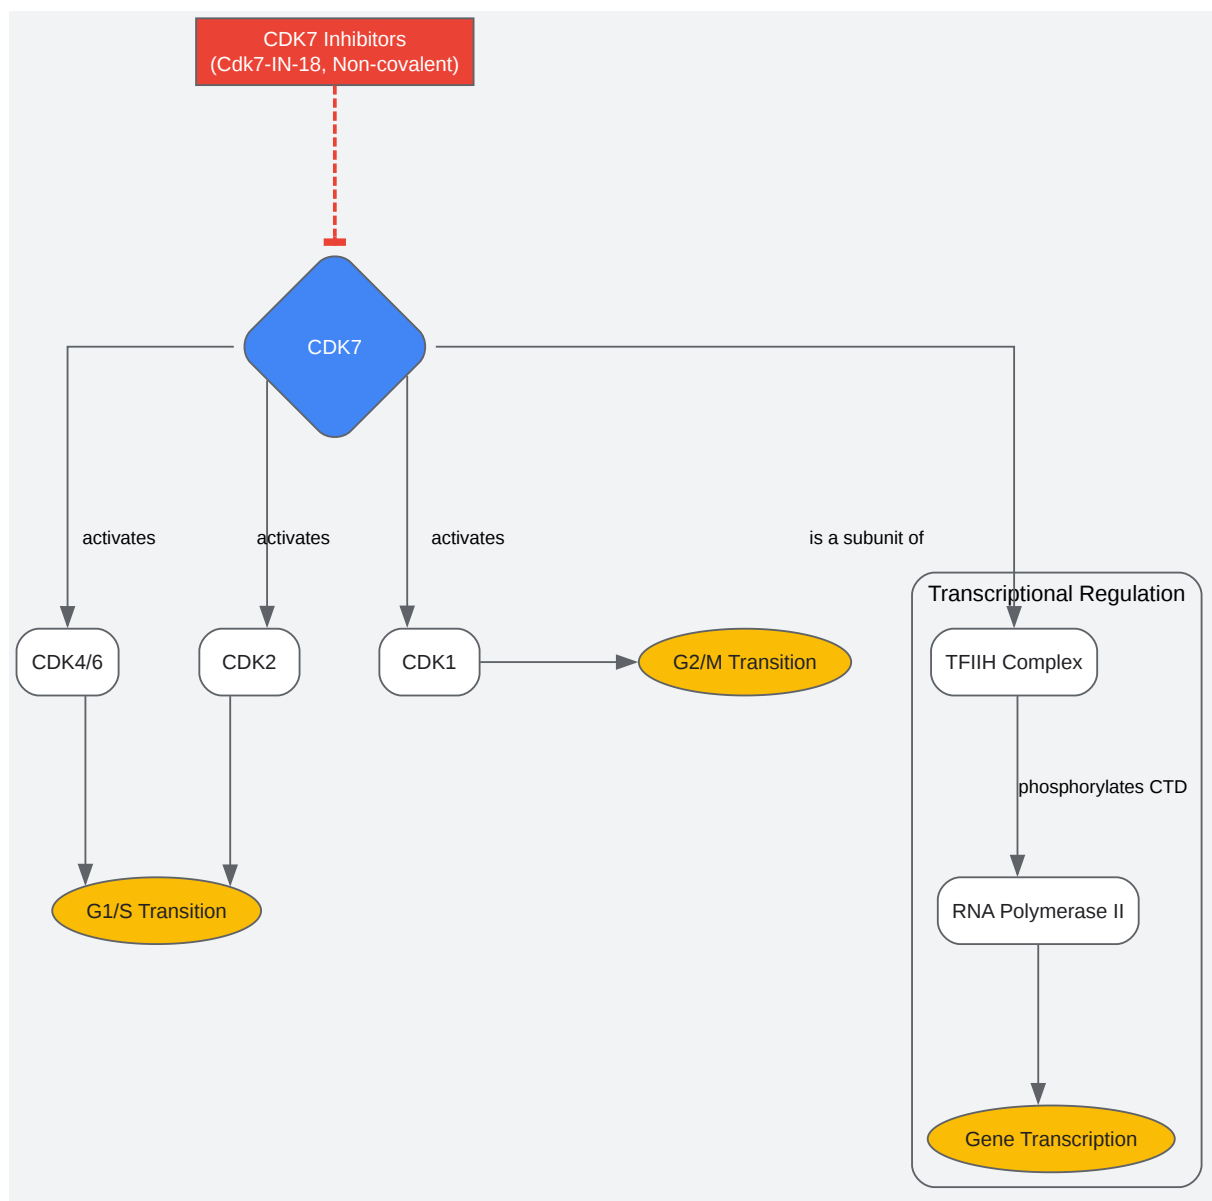 CDK7 Inhibitors
(Cdk7-IN-18, Non-covalent)
CDK7
activates
activates
activates
is a subunit of
Transcriptional Regulation
CDK4/6
CDK2
CDK1
G2/M Transition
TFIIH Complex
phosphorylates CTD
G1/S Transition
RNA Polymerase II
Gene Transcription